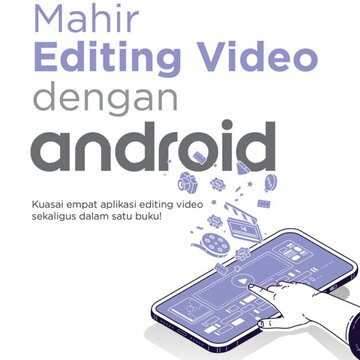 Mahir
Editing Video
dengan
android
Kuasai empat aplikasi editing video
sekaligus dalam satu buku!